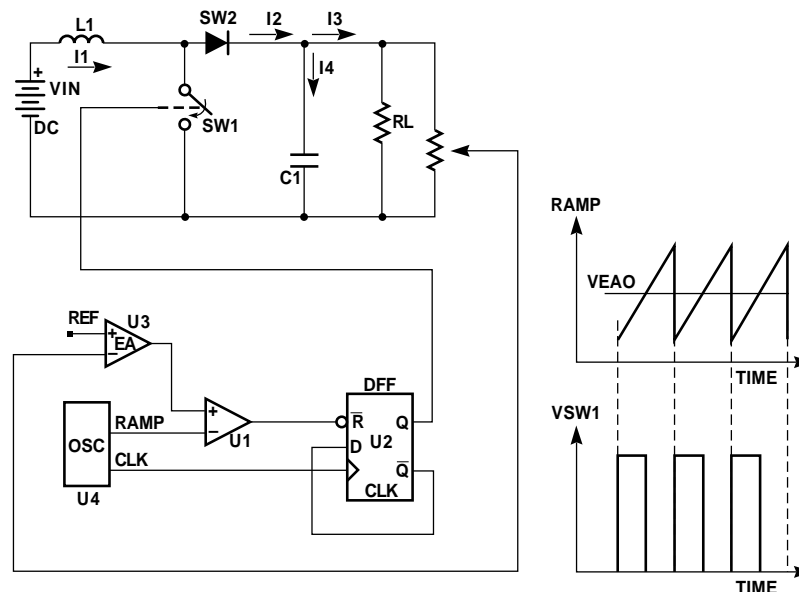 SW2
L1
I2
I3
I1
I4
+
VIN
DC
SW1
RL
C1
REF
U3
+
EA
–
OSC
RAMP
CLK
U4
+
–
U1
DFF
R
Q
U2
D
Q
CLK
RAMP
VEAO
TIME
VSW1
TIME